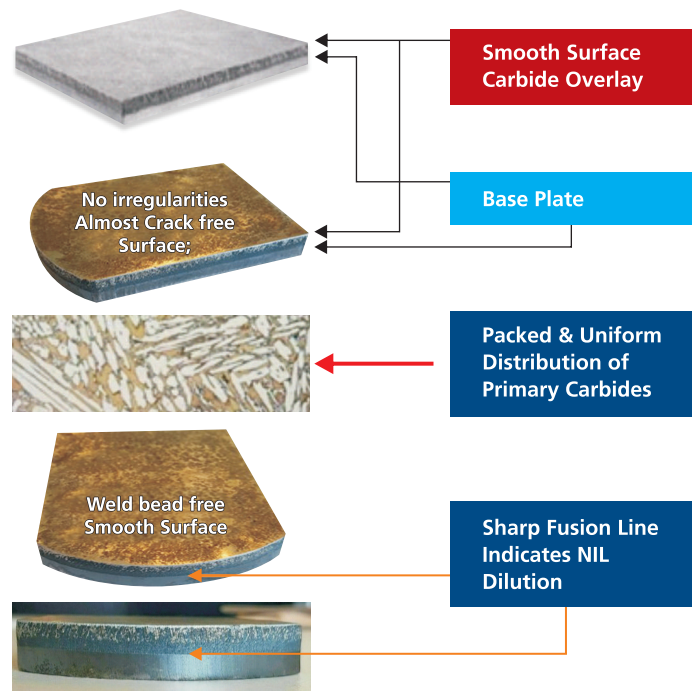 Smooth Surface
Carbide Overlay
Base Plate
No irregularities
Almost Crack free
Surface;
Packed & Uniform
Distribution of
Primary Carbides
Weld bead free
Smooth Surface
Sharp Fusion Line
Indicates NIL
Dilution